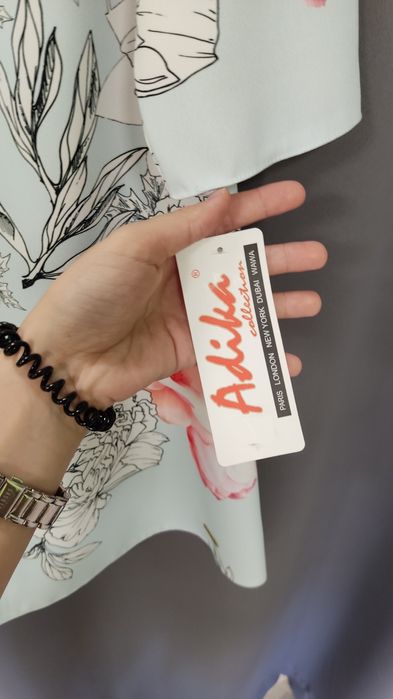 Adika ®
collection
PARIS LONDON NEW YORK DUBAI WAWA